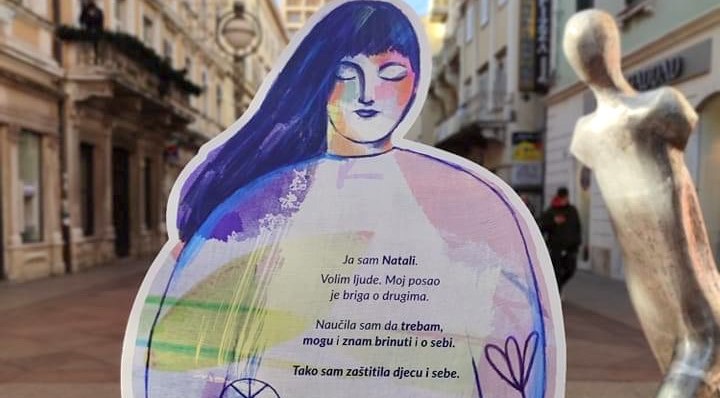 Ja sam Natali.
Volim ljude. Moj posao
je briga o drugima.
Naučila sam da trebam,
mogu i znam brinuti i o sebi.
Tako sam zaštitila djecu i sebe.